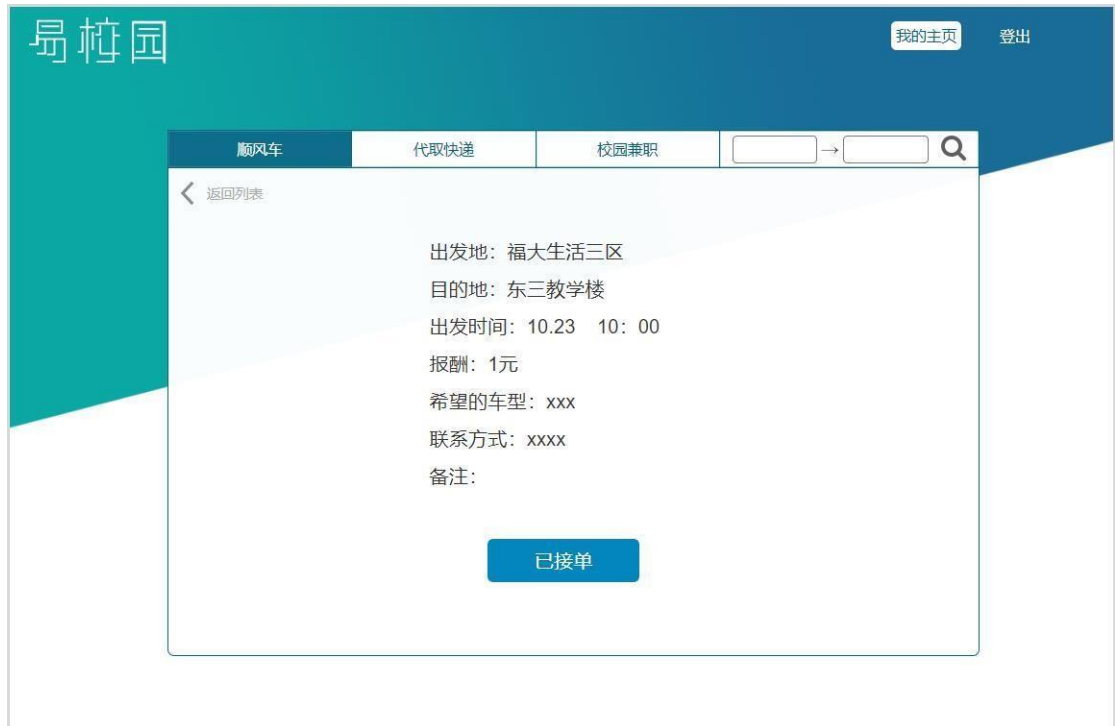 易校园
我的主页 登出
顺风车 代取快递 校园兼职 →
返回列表
出发地：福大生活三区
目的地：东三教学楼
出发时间：10.23 10：00
报酬：1元
希望的车型：xxx
联系方式：xxxx
备注：
已接单